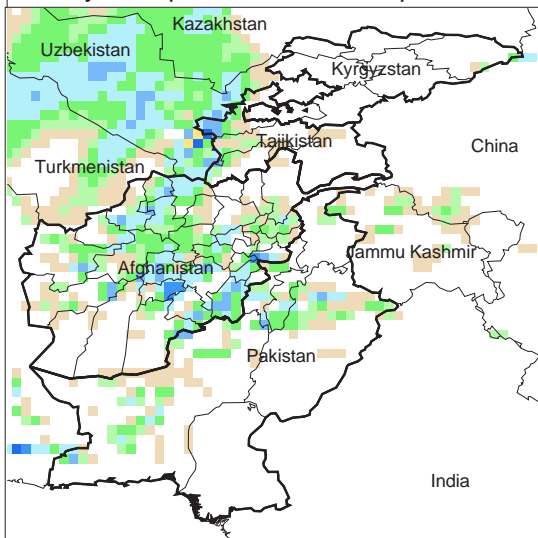 Kazakhstan
Uzbekistan
Kyrgyzstan
Tajikistan
China
Turkmenistan
Jammu Kashmir
Afghanistan
Pakistan
India